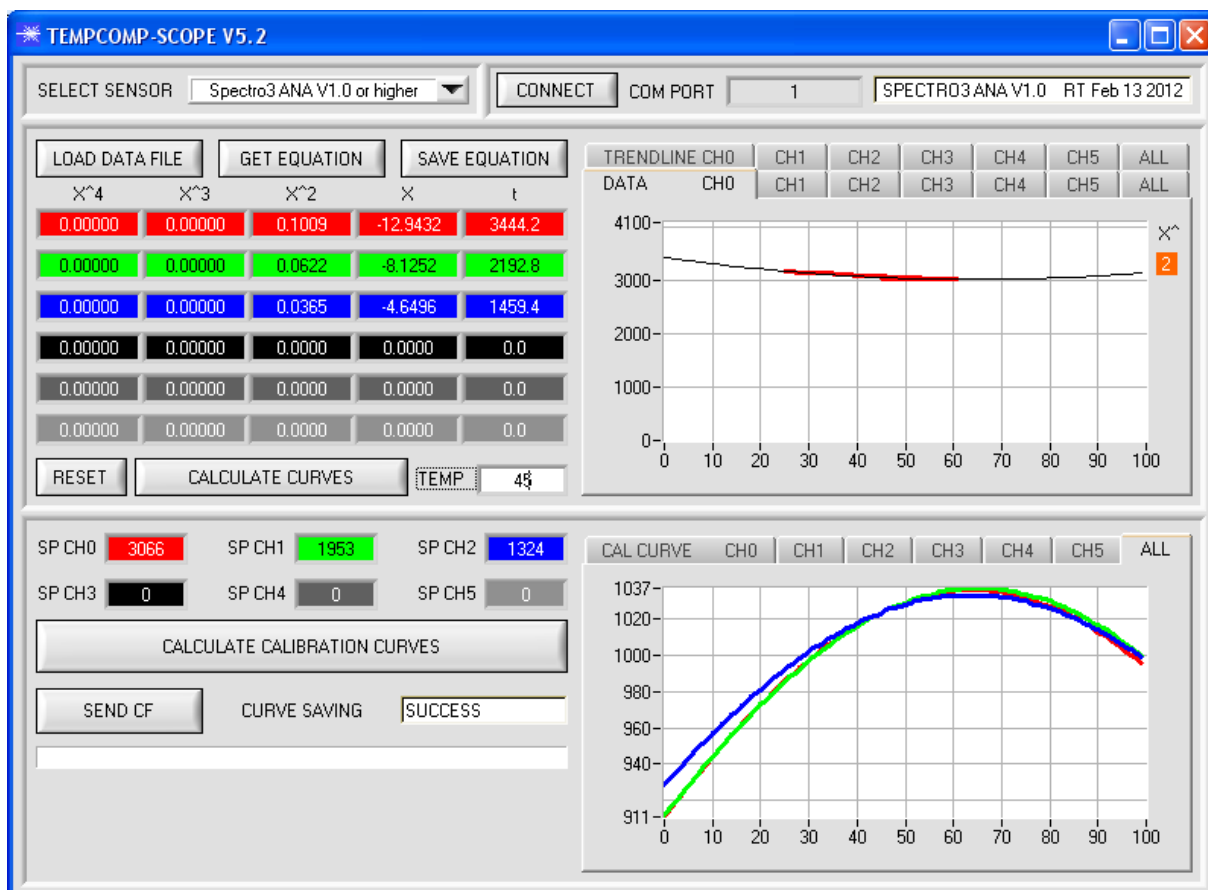 TEMPCOMP-SCOPE V5.2
SELECT SENSOR Spectro3 ANA V1.0 or higher CONNECT COM PORT 1 SPECTRO3 ANA V1.0 RT Feb 13 2012
LOAD DATA FILE GET EQUATION SAVE EQUATION
X^4 X^3 X^2 X t
0.00000 0.00000 0.1009 -12.9432 3444.2
0.00000 0.00000 0.0622 -8.1252 2192.8
0.00000 0.00000 0.0365 -4.6496 1459.4
0.00000 0.00000 0.0000 0.0000 0.0
0.00000 0.00000 0.0000 0.0000 0.0
0.00000 0.00000 0.0000 0.0000 0.0
RESET CALCULATE CURVES TEMP 45
TRENDLINE CH0 CH1 CH2 CH3 CH4 CH5 ALL
DATA CH0 CH1 CH2 CH3 CH4 CH5 ALL
4100
3000
2000
1000
0
0 10 20 30 40 50 60 70 80 90 100
X^
2
SP CH0 3066 SP CH1 1953 SP CH2 1324
SP CH3 0 SP CH4 0 SP CH5 0
CALCULATE CALIBRATION CURVES
SEND CF CURVE SAVING SUCCESS
CAL CURVE CH0 CH1 CH2 CH3 CH4 CH5 ALL
1037
1020
1000
980
960
940
911
0 10 20 30 40 50 60 70 80 90 100